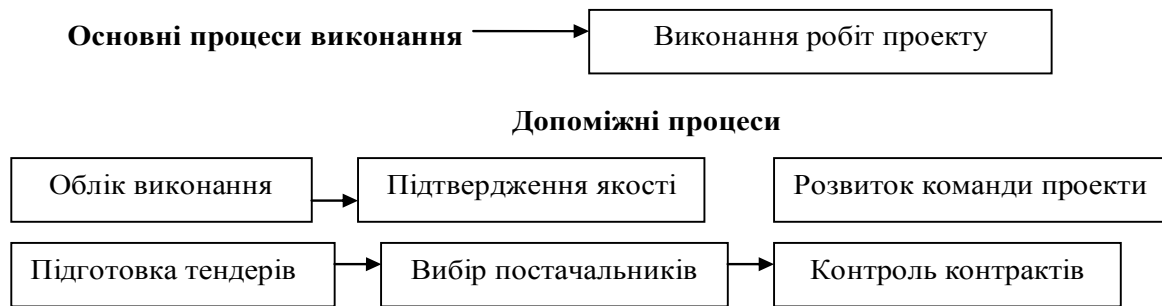 Основні процеси виконання Виконання робіт проекту
Допоміжні процеси
Облік виконання Підтвердження якості Розвиток команди проекти
Підготовка тендерів Вибір постачальників Контроль контрактів